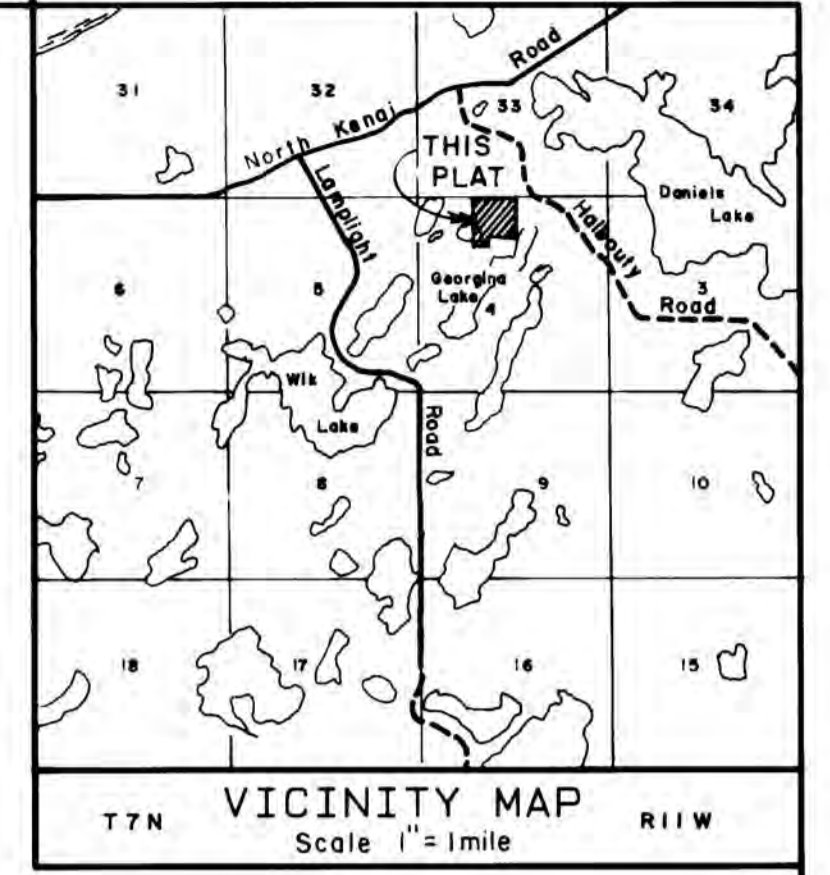 31
32
33
34
North Kenai Road
THIS
PLAT
Lamplight
Daniels
Lake
Halbouty
Road
6
5
4
3
Georgina
Lake
Wik
Lake
Road
7
8
9
10
18
17
16
15
T7N
VICINITY MAP
R11W
Scale 1" = 1mile